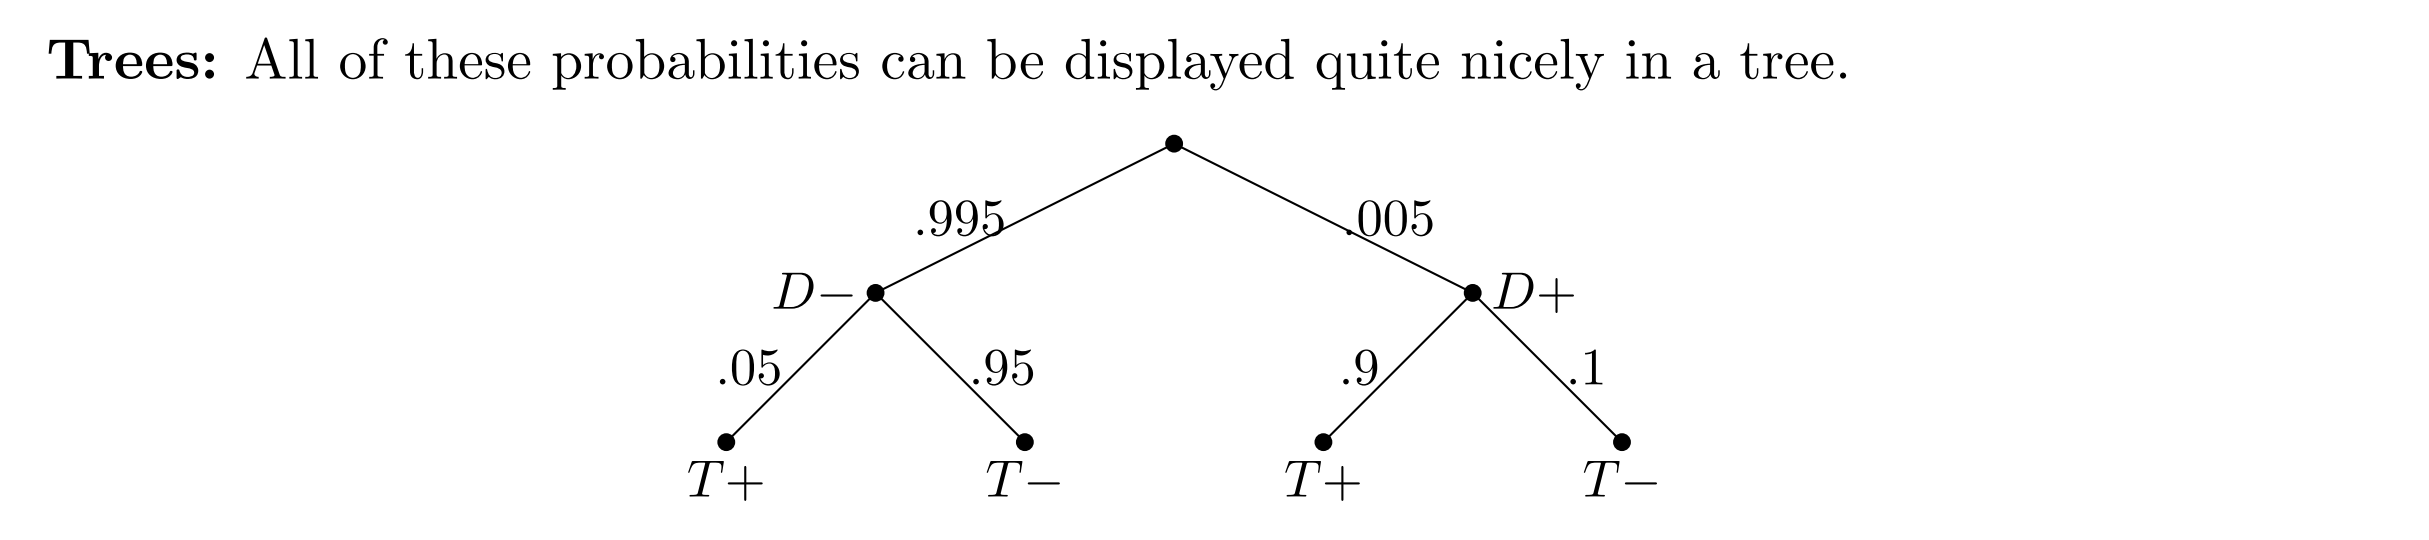 Trees: All of these probabilities can be displayed quite nicely in a tree.
.995 .005
D− D+
.05 .95 .9 .1
T+ T− T+ T−